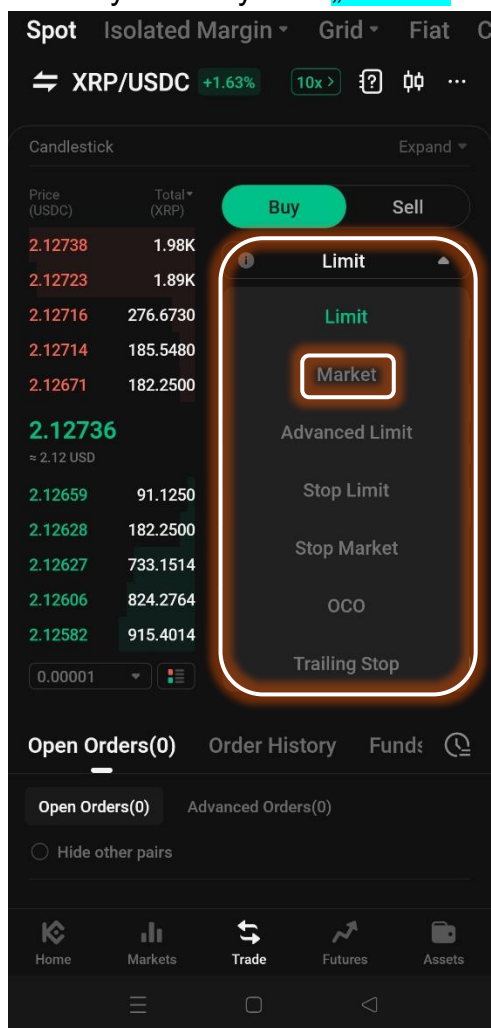 Spot Isolated Margin Grid Fiat
XRP/USDC +1.63% 10x >
Candlestick Expand
Price Total
(USDC) (XRP)
Buy Sell
2.12738 1.98K
Limit
2.12723 1.89K
2.12716 276.6730
Limit
2.12714 185.5480
Market
2.12671 182.2500
2.12736
Advanced Limit
≈ 2.12 USD
2.12659 91.1250
Stop Limit
2.12628 182.2500
Stop Market
2.12627 733.1514
2.12606 824.2764
OCO
2.12582 915.4014
Trailing Stop
0.00001
Open Orders(0) Order History Funds
Open Orders(0) Advanced Orders(0)
Hide other pairs
Home Markets Trade Futures Assets